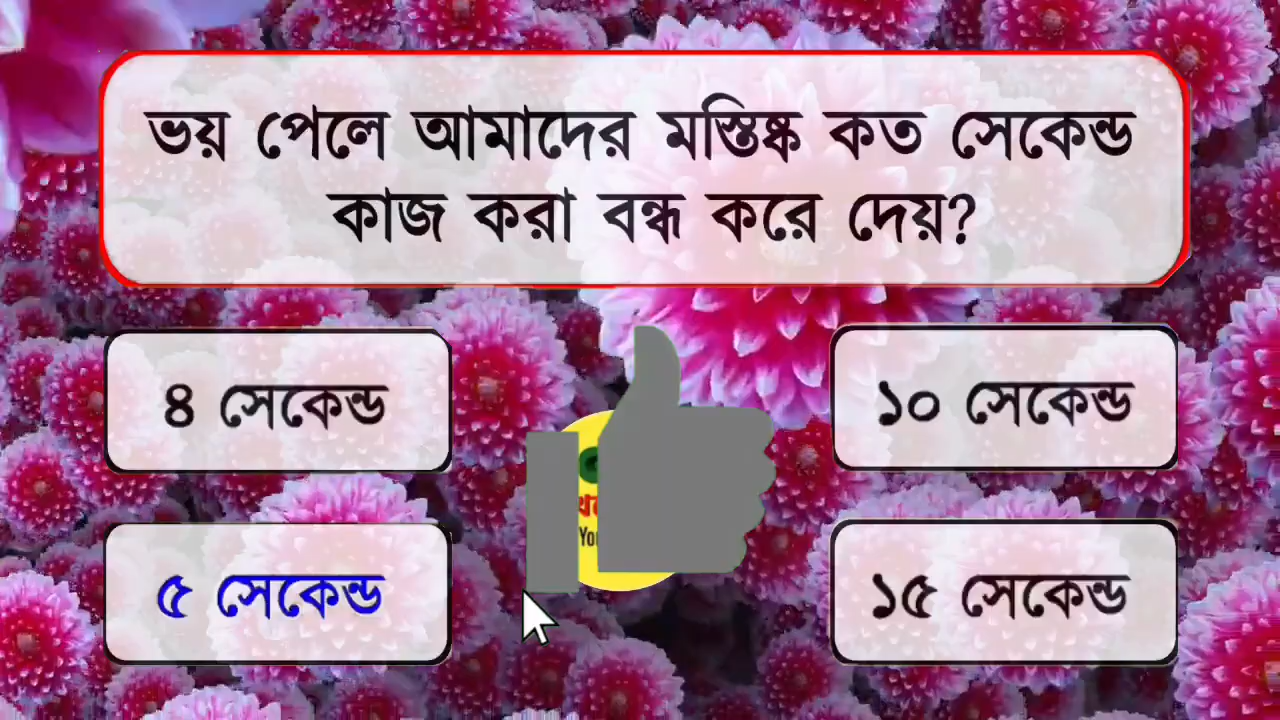 ভয় পেলে আমাদের মস্তিষ্ক কত সেকেন্ড
কাজ করা বন্ধ করে দেয়?
৪ সেকেন্ড
১০ সেকেন্ড
৫ সেকেন্ড
১৫ সেকেন্ড